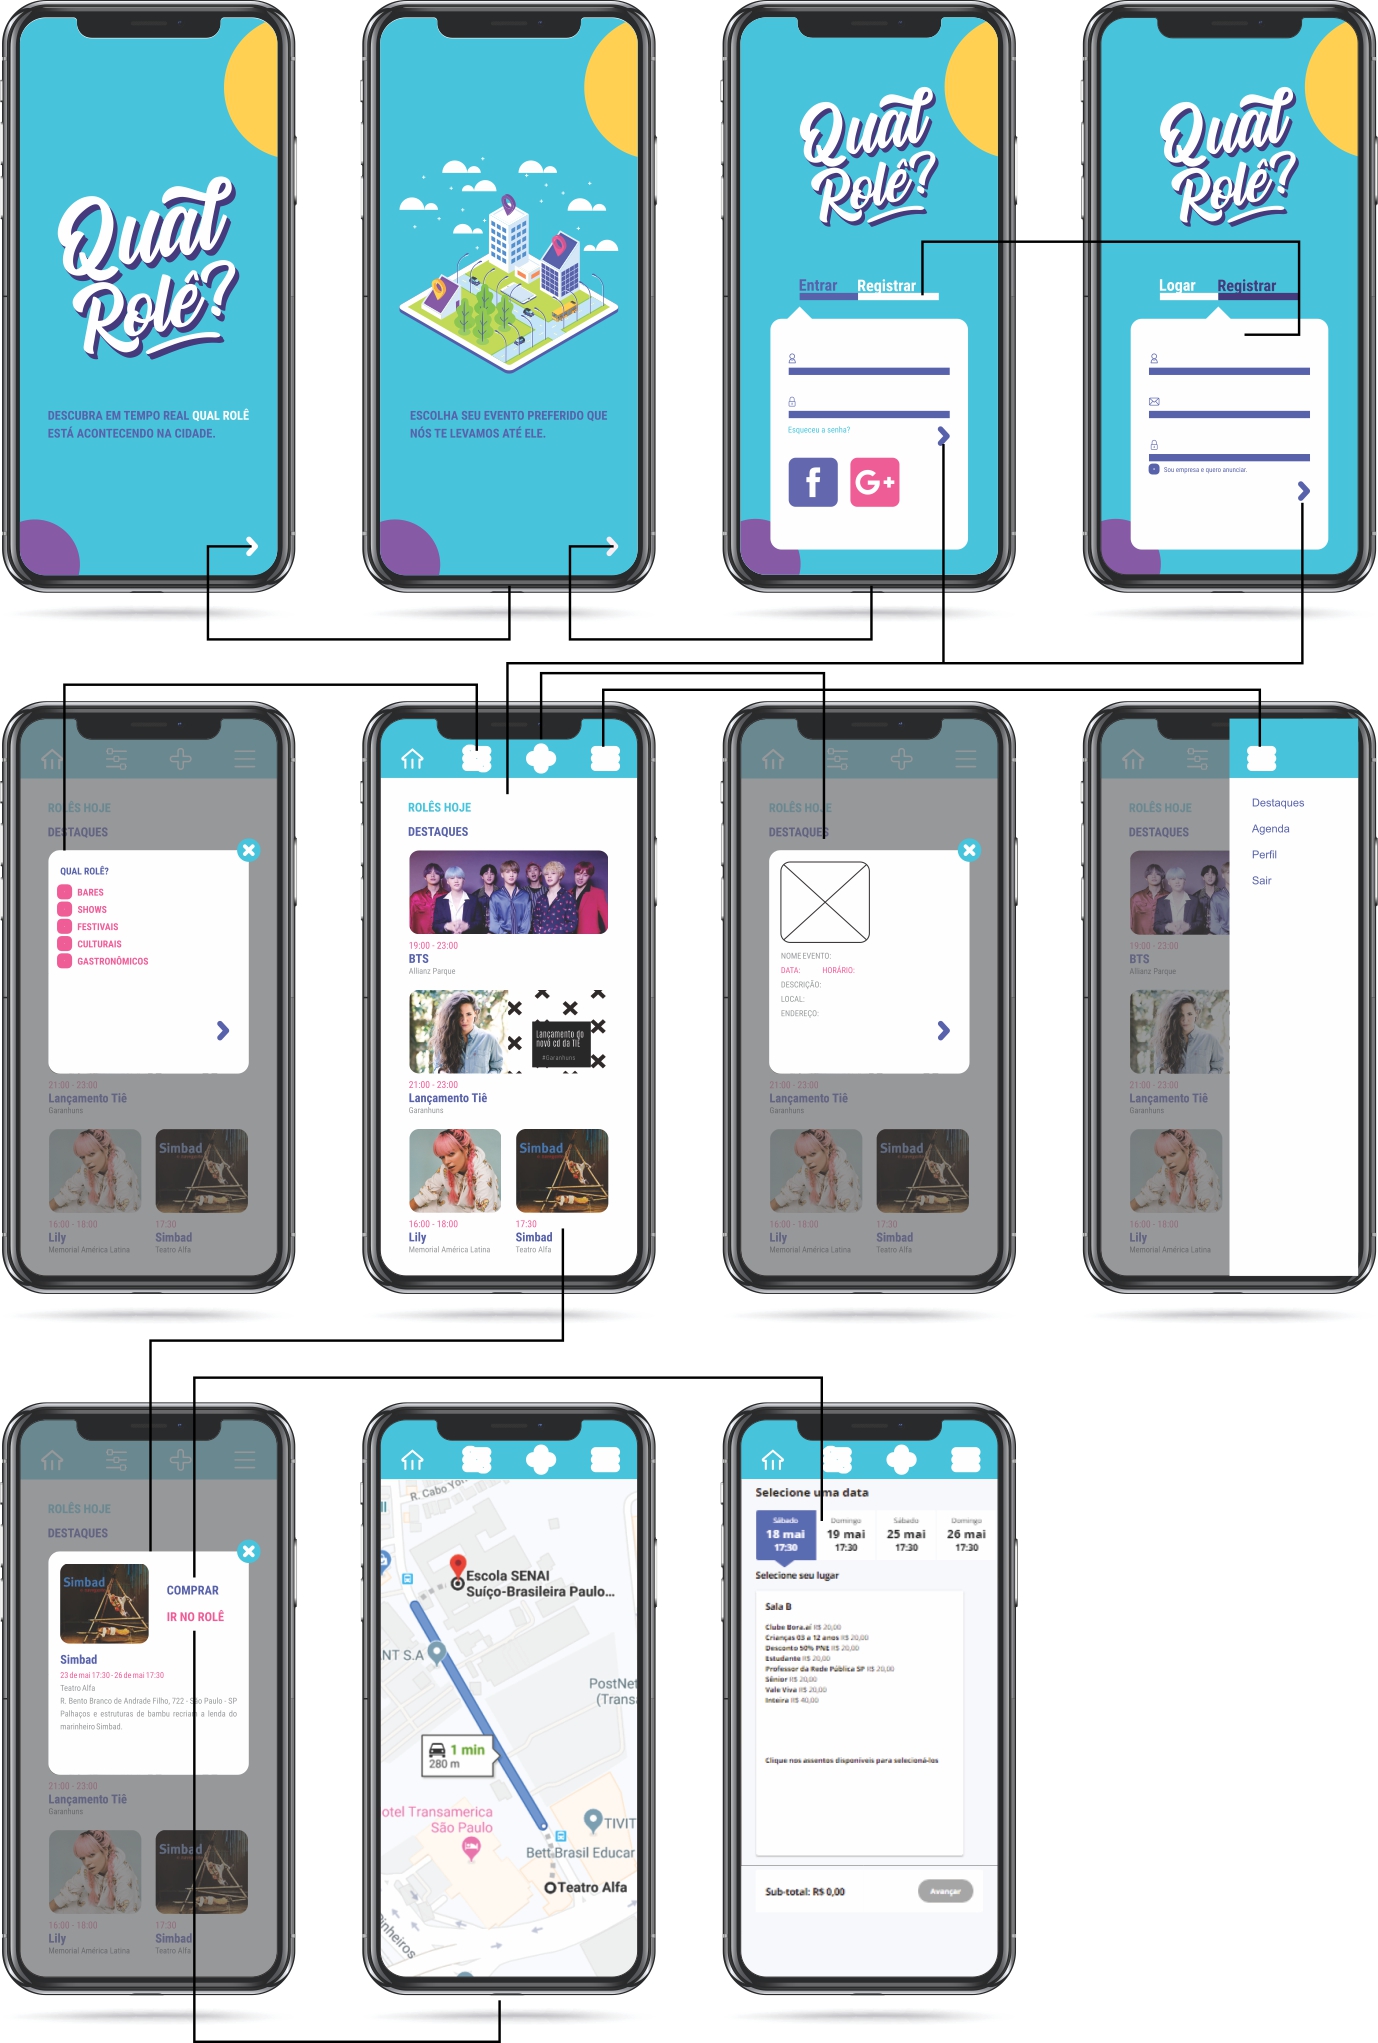 Qual
Rolê?
DESCUBRA EM TEMPO REAL QUAL ROLÊ
ESTÁ ACONTECENDO NA CIDADE.
ESCOLHA SEU EVENTO PREFERIDO QUE
NÓS TE LEVAMOS ATÉ ELE.
Qual
Rolê?
Entrar Registrar
Esqueceu a senha?
f G+
Qual
Rolê?
Logar Registrar
Sou empresa e quero anunciar.
ROLÊS HOJE
DESTAQUES
QUAL ROLÊ?
BARES
SHOWS
FESTIVAIS
CULTURAIS
GASTRONÔMICOS
21:00 - 23:00
Lançamento Tiê
Garanhuns
Simbad
16:00 - 18:00 17:30
Lily Simbad
Memorial América Latina Teatro Alfa
ROLÊS HOJE
DESTAQUES
19:00 - 23:00
BTS
Allianz Parque
Lançamento do
novo cd da TIÊ
#Garanhuns
21:00 - 23:00
Lançamento Tiê
Garanhuns
Simbad
16:00 - 18:00 17:30
Lily Simbad
Memorial América Latina Teatro Alfa
ROLÊS HOJE
DESTAQUES
NOME EVENTO:
DATA: HORÁRIO:
DESCRIÇÃO:
LOCAL:
ENDEREÇO:
21:00 - 23:00
Lançamento Tiê
Garanhuns
Simbad
16:00 - 18:00 17:30
Lily Simbad
Memorial América Latina Teatro Alfa
ROLÊS HOJE
DESTAQUES
19:00 - 23:00
BTS
Allianz Parque
21:00 - 23:00
Lançamento Tiê
Garanhuns
16:00 - 18:00
Lily
Memorial América Latina
Destaques
Agenda
Perfil
Sair
ROLÊS HOJE
DESTAQUES
Simbad
COMPRAR
IR NO ROLÊ
Simbad
23 de mai 17:30 - 26 de mai 17:30
Teatro Alfa
R. Bento Branco de Andrade Filho, 722 - São Paulo - SP
Palhaços e estruturas de bambu recriam a lenda do
marinheiro Simbad.
21:00 - 23:00
Lançamento Tiê
Garanhuns
Simbad
16:00 - 18:00 17:30
Lily Simbad
Memorial América Latina Teatro Alfa
R. Cabo Yon
ll
Escola SENAI
Suíço-Brasileira Paulo...
NT S.A
PostNet
(Transa
1 min
280 m
otel Transamerica
São Paulo
TIVIT
Bett Brasil Educar
Teatro Alfa
Pinheiros
Selecione uma data
Sábado Domingo Sábado Domingo
18 mai 19 mai 25 mai 26 mai
17:30 17:30 17:30 17:30
Selecione seu lugar
Sala B
Clube Bora.aí R$ 20,00
Crianças 03 a 12 anos R$ 20,00
Desconto 50% PNE R$ 20,00
Estudante R$ 20,00
Professor da Rede Pública SP R$ 20,00
Sênior R$ 20,00
Vale Viva R$ 20,00
Inteira R$ 40,00
Clique nos assentos disponíveis para selecioná-los
Sub-total: R$ 0,00 Avançar